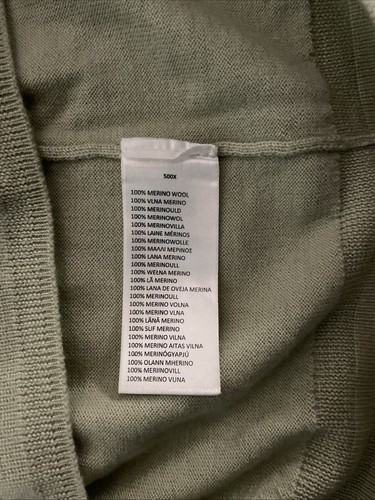 500X
100% MERINO WOOL
100% VLNA MERINO
100% MERINOULD
100% MERINOWOL
100% MERINOVILLA
100% LAINE MÉRINOS
100% MERINOWOLLE
100% ΜΑΛΛΙ ΜΕΡΙΝΟΣ
100% LANA MERINO
100% MERINOULL
100% WEŁNA MERINO
100% LÃ MERINO
100% LANA DE OVEJA MERINA
100% MERINOULL
100% MERINO VOLNA
100% MERINO VLNA
100% LÂNĂ MERINO
100% SUF MERINO
100% MERINO VILNA
100% MERINO AITAS VILNA
100% MERINÓGYAPJÚ
100% OLANN MHERINO
100% MERINOVILL
100% MERINO VUNA